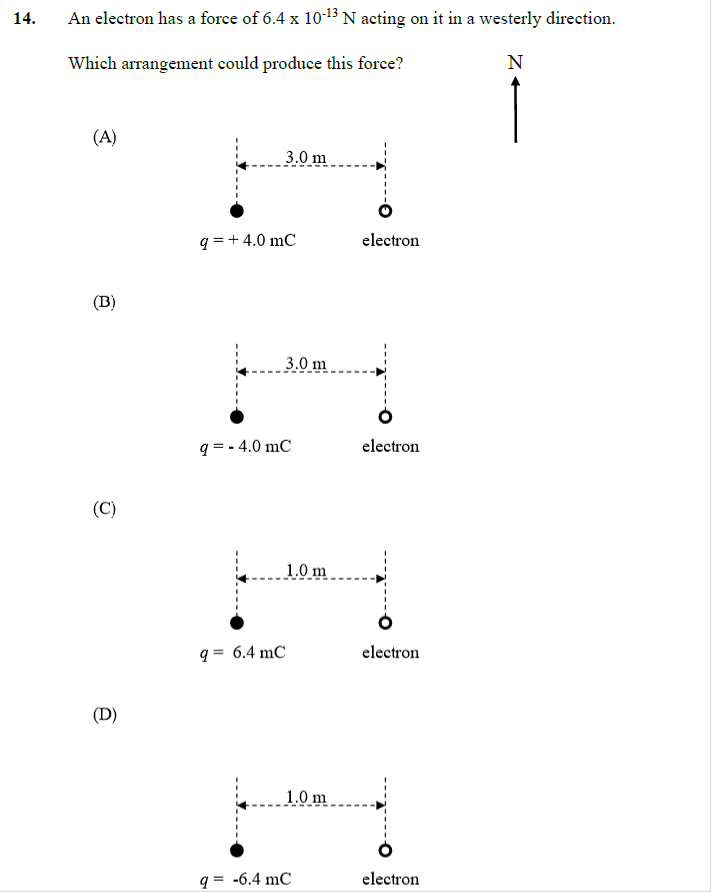 14. An electron has a force of 6.4 x 10⁻¹³ N acting on it in a westerly direction.
Which arrangement could produce this force?
N
(A)
3.0 m
q = + 4.0 mC electron
(B)
3.0 m
q = - 4.0 mC electron
(C)
1.0 m
q = 6.4 mC electron
(D)
1.0 m
q = -6.4 mC electron